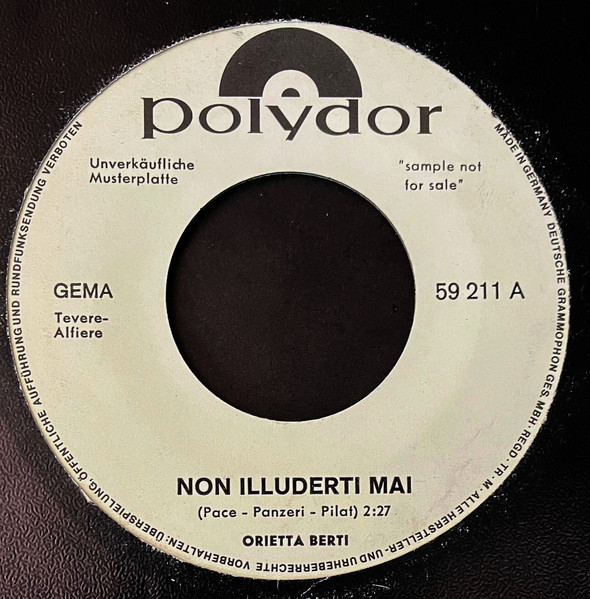 polydor
Unverkäufliche
Musterplatte
"sample not
for sale"
GEMA
59 211 A
Tevere-
Alfiere
NON ILLUDERTI MAI
(Pace - Panzeri - Pilat) 2:27
ORIETTA BERTI
MADE IN GERMANY DEUTSCHE GRAMMOPHON GES. MBH · REGD · TR · M · ALLE HERSTELLER- UND URHEBERRECHTE VORBEHALTEN · ÜBERSPIELUNG, ÖFFENTLICHE AUFFÜHRUNG UND RUNDFUNKSENDUNG VERBOTEN